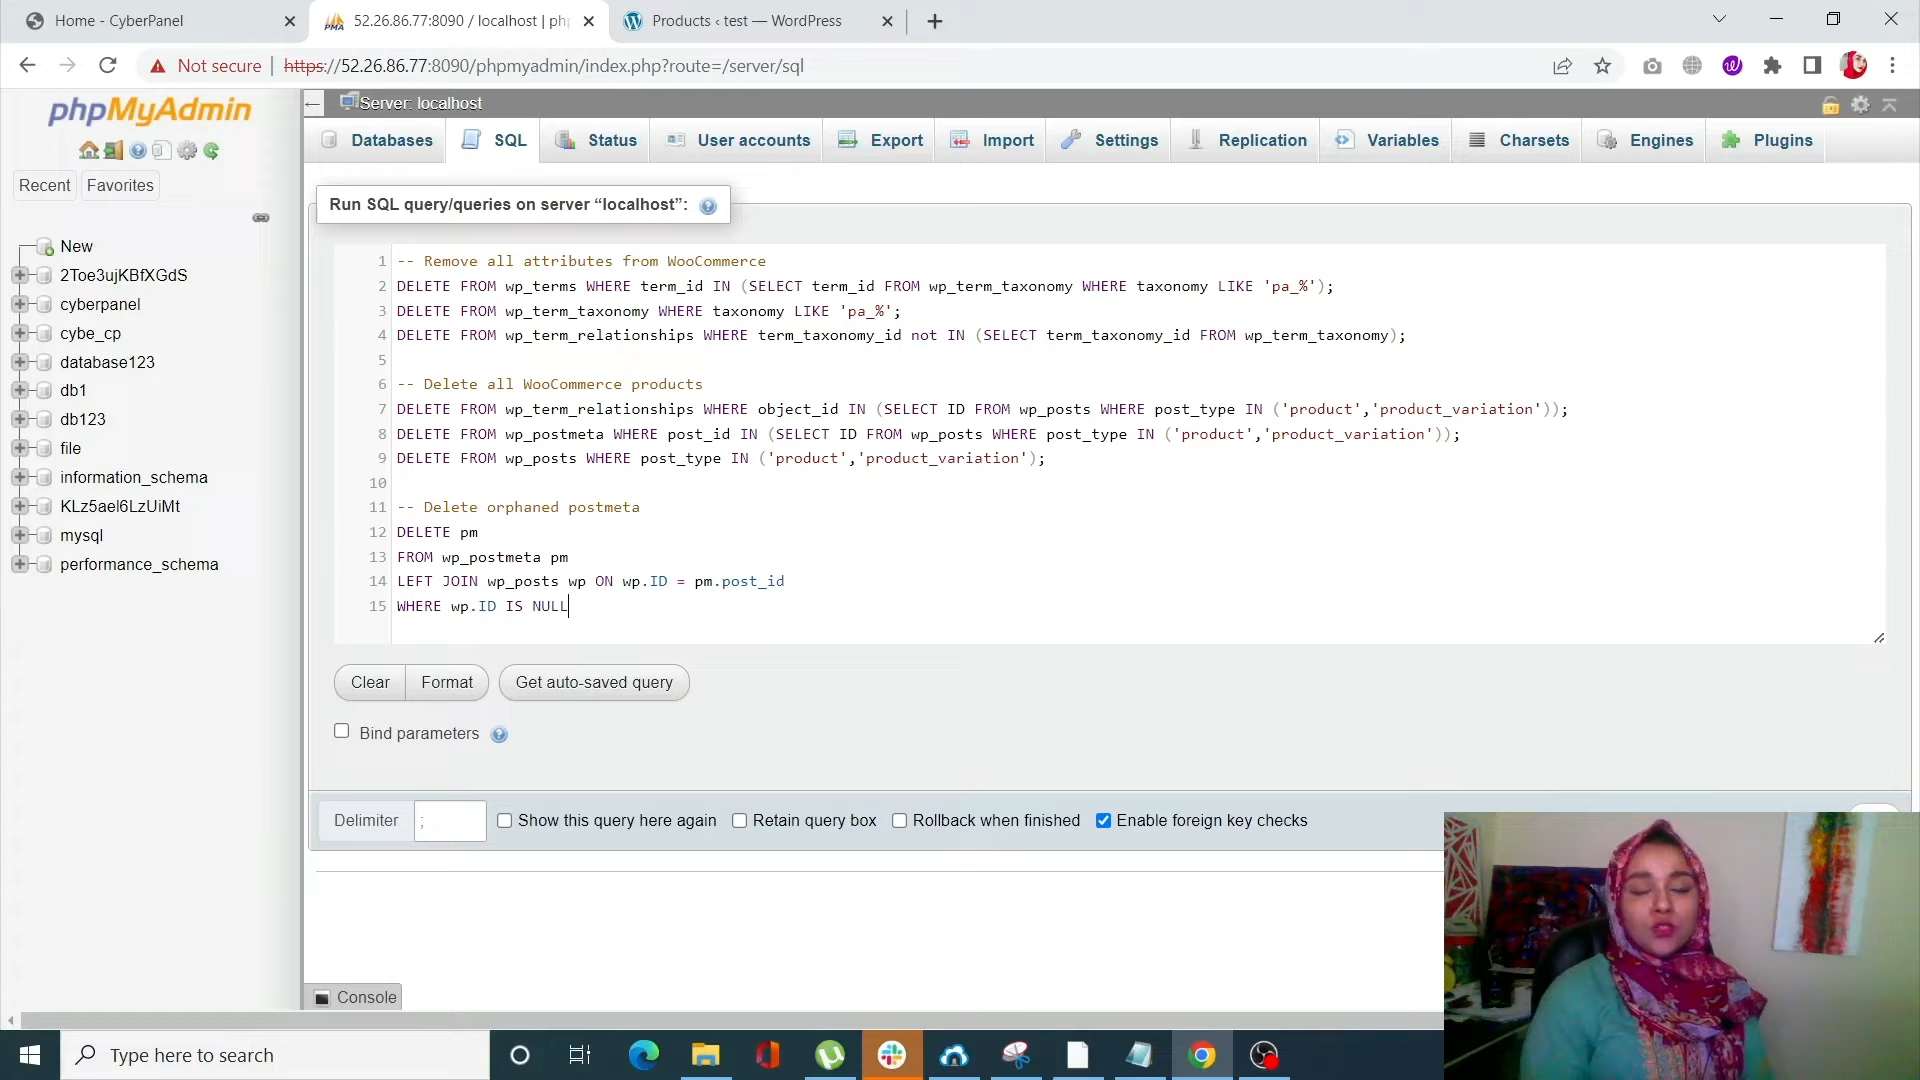 Home - CyberPanel
52.26.86.77:8090 / localhost | ph
Products ‹ test — WordPress
Not secure
https://52.26.86.77:8090/phpmyadmin/index.php?route=/server/sql
phpMyAdmin
Recent
Favorites
New
2Toe3ujKBfXGdS
cyberpanel
cybe_cp
database123
db1
db123
file
information_schema
KLz5ael6LzUiMt
mysql
performance_schema
Server: localhost
Databases
SQL
Status
User accounts
Export
Import
Settings
Replication
Variables
Charsets
Engines
Plugins
Run SQL query/queries on server “localhost”:
1 -- Remove all attributes from WooCommerce
2 DELETE FROM wp_terms WHERE term_id IN (SELECT term_id FROM wp_term_taxonomy WHERE taxonomy LIKE 'pa_%');
3 DELETE FROM wp_term_taxonomy WHERE taxonomy LIKE 'pa_%';
4 DELETE FROM wp_term_relationships WHERE term_taxonomy_id not IN (SELECT term_taxonomy_id FROM wp_term_taxonomy);
5
6 -- Delete all WooCommerce products
7 DELETE FROM wp_term_relationships WHERE object_id IN (SELECT ID FROM wp_posts WHERE post_type IN ('product','product_variation'));
8 DELETE FROM wp_postmeta WHERE post_id IN (SELECT ID FROM wp_posts WHERE post_type IN ('product','product_variation'));
9 DELETE FROM wp_posts WHERE post_type IN ('product','product_variation');
10
11 -- Delete orphaned postmeta
12 DELETE pm
13 FROM wp_postmeta pm
14 LEFT JOIN wp_posts wp ON wp.ID = pm.post_id
15 WHERE wp.ID IS NULL
Clear
Format
Get auto-saved query
Bind parameters
Delimiter
;
Show this query here again
Retain query box
Rollback when finished
Enable foreign key checks
Console
Type here to search